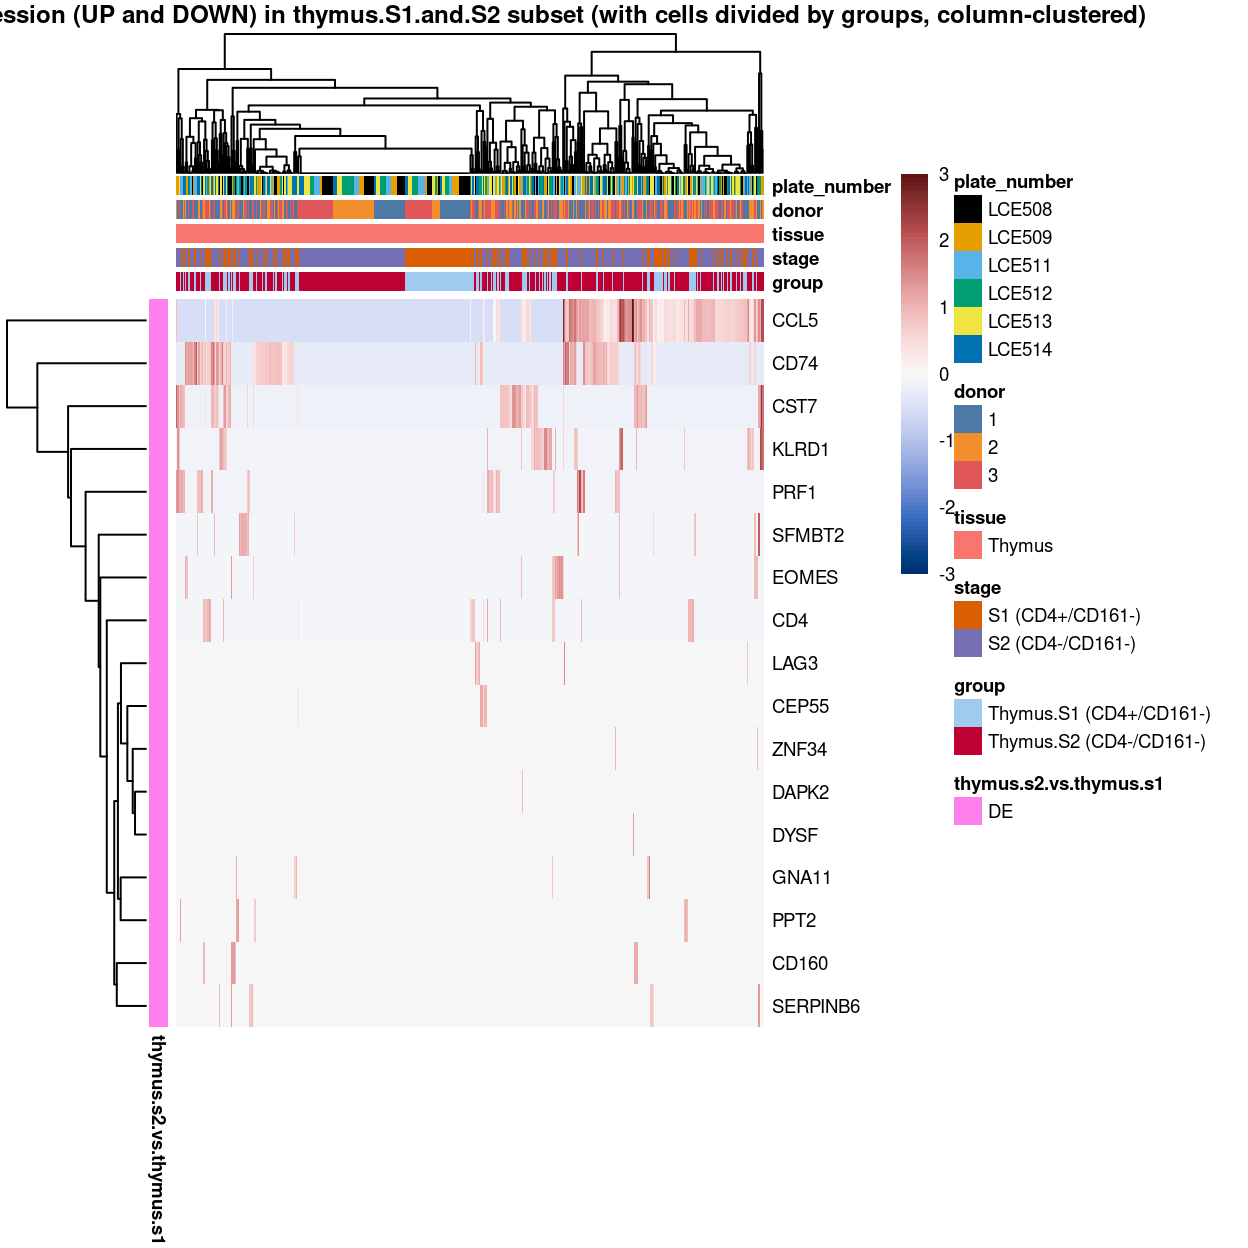 ession (UP and DOWN) in thymus.S1.and.S2 subset (with cells divided by groups, column-clustered)
plate_number
donor
tissue
stage
group
CCL5
CD74
CST7
KLRD1
PRF1
SFMBT2
EOMES
CD4
LAG3
CEP55
ZNF34
DAPK2
DYSF
GNA11
PPT2
CD160
SERPINB6
thymus.s2.vs.thymus.s1
3
2
1
0
-1
-2
-3
plate_number
LCE508
LCE509
LCE511
LCE512
LCE513
LCE514
donor
1
2
3
tissue
Thymus
stage
S1 (CD4+/CD161-)
S2 (CD4-/CD161-)
group
Thymus.S1 (CD4+/CD161-)
Thymus.S2 (CD4-/CD161-)
thymus.s2.vs.thymus.s1
DE